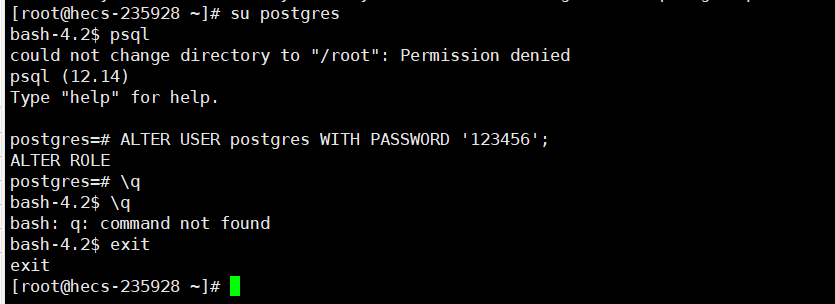 [root@hecs-235928 ~]# su postgres
bash-4.2$ psql
could not change directory to "/root": Permission denied
psql (12.14)
Type "help" for help.
postgres=# ALTER USER postgres WITH PASSWORD '123456';
ALTER ROLE
postgres=# \q
bash-4.2$ \q
bash: q: command not found
bash-4.2$ exit
exit
[root@hecs-235928 ~]#